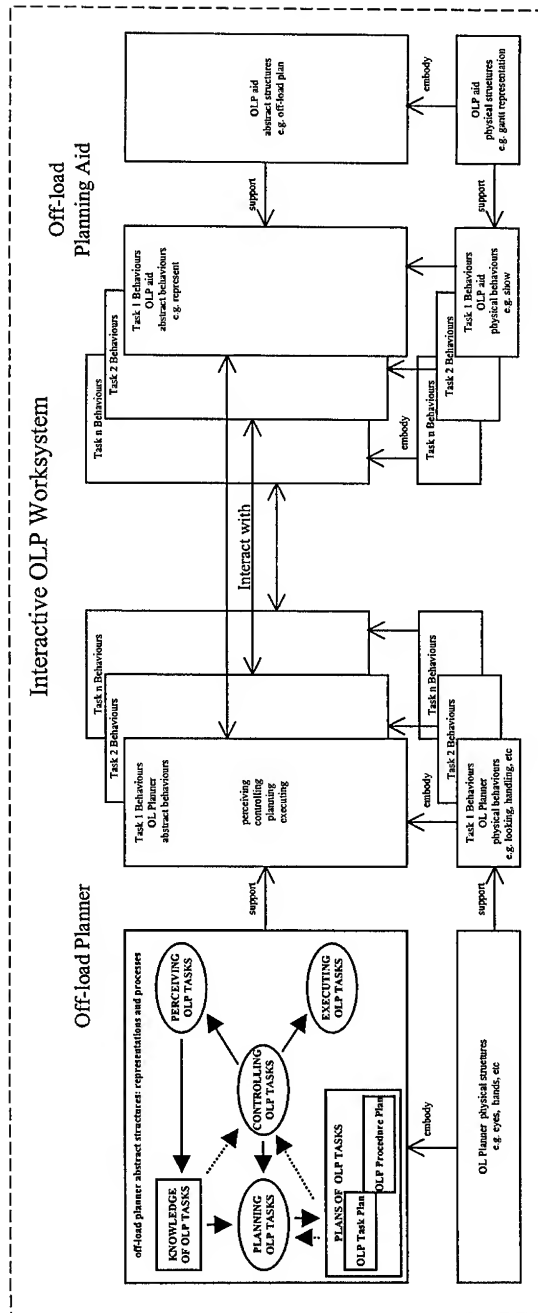 Interactive OLP Worksystem
Off-load Planner
off-load planner abstract structures: representations and processes
KNOWLEDGE
OF OLP TASKS
PERCEIVING
OLP TASKS
CONTROLLING
OLP TASKS
PLANNING
OLP TASKS
EXECUTING
OLP TASKS
PLANS OF OLP TASKS
OLP Task Plan
OLP Procedure Plan
embody
OL Planner physical structures
e.g. eyes, hands, etc
support
support
Task 1 Behaviours
OL Planner
abstract behaviours
perceiving
controlling
planning
executing
Task 2 Behaviours
Task n Behaviours
embody
Task 1 Behaviours
OL Planner
physical behaviours
e.g. looking, handling, etc
Task 2 Behaviours
Task n Behaviours
Interact with
Off-load
Planning Aid
Task n Behaviours
Task 2 Behaviours
Task 1 Behaviours
OLP aid
abstract behaviours
e.g. represent
embody
Task n Behaviours
Task 2 Behaviours
Task 1 Behaviours
OLP aid
physical behaviours
e.g. show
support
support
OLP aid
abstract structures
e.g. off-load plan
embody
OLP aid
physical structures
e.g. gantt representation